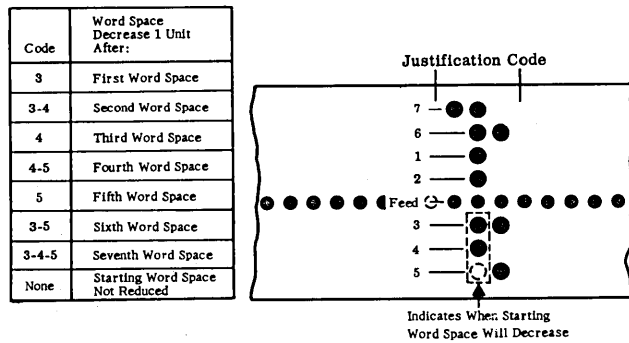 Code
Word Space
Decrease 1 Unit
After:
3 First Word Space
3-4 Second Word Space
4 Third Word Space
4-5 Fourth Word Space
5 Fifth Word Space
3-5 Sixth Word Space
3-4-5 Seventh Word Space
None Starting Word Space
Not Reduced
Justification Code
7
6
1
2
Feed
3
4
5
Indicates When Starting
Word Space Will Decrease